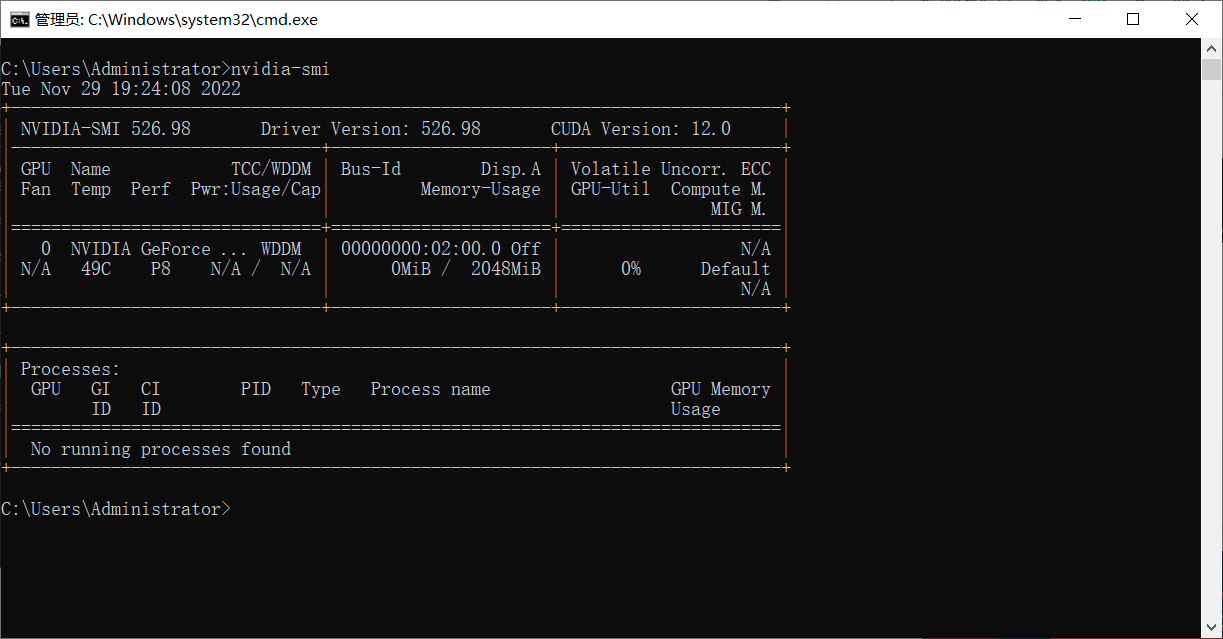 管理员: C:\Windows\system32\cmd.exe
C:\Users\Administrator>nvidia-smi
Tue Nov 29 19:24:08 2022
+-----------------------------------------------------------------------------+
| NVIDIA-SMI 526.98       Driver Version: 526.98       CUDA Version: 12.0     |
|-------------------------------+----------------------+----------------------+
| GPU  Name            TCC/WDDM | Bus-Id        Disp.A | Volatile Uncorr. ECC |
| Fan  Temp  Perf  Pwr:Usage/Cap|         Memory-Usage | GPU-Util  Compute M. |
|                               |                      |               MIG M. |
|===============================+======================+======================|
|   0  NVIDIA GeForce ... WDDM  | 00000000:02:00.0 Off |                  N/A |
| N/A   49C    P8    N/A /  N/A |      0MiB /  2048MiB |      0%      Default |
|                               |                      |                  N/A |
+-------------------------------+----------------------+----------------------+
+-----------------------------------------------------------------------------+
| Processes:                                                                  |
|  GPU   GI   CI        PID   Type   Process name                  GPU Memory |
|        ID   ID                                                   Usage      |
|=============================================================================|
|  No running processes found                                                 |
+-----------------------------------------------------------------------------+
C:\Users\Administrator>